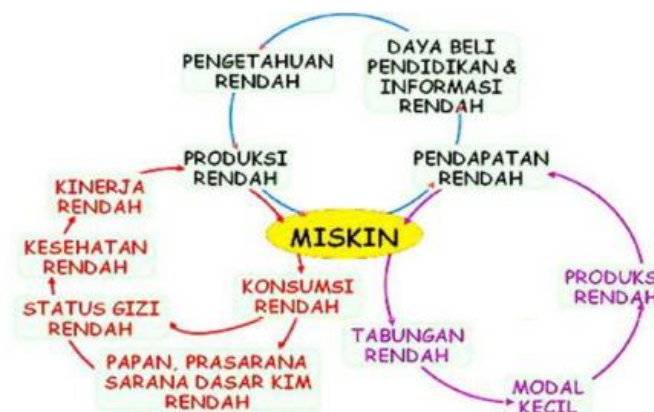 DAYA BELI
PENDIDIKAN &
INFORMASI
RENDAH
PENGETAHUAN
RENDAH
PRODUKSI
RENDAH
PENDAPATAN
RENDAH
KINERJA
RENDAH
MISKIN
KESEHATAN
RENDAH
KONSUMSI
RENDAH
PRODUKSI
RENDAH
STATUS GIZI
RENDAH
TABUNGAN
RENDAH
PAPAN, PRASARANA
SARANA DASAR KIM
RENDAH
MODAL
KECIL